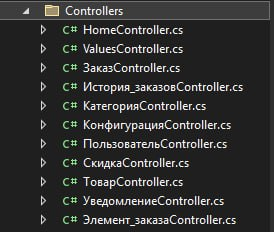 Controllers
C# HomeController.cs
C# ValuesController.cs
C# ЗаказController.cs
C# История_заказовController.cs
C# КатегорияController.cs
C# КонфигурацияController.cs
C# ПользовательController.cs
C# СкидкаController.cs
C# ТоварController.cs
C# УведомлениеController.cs
C# Элемент_заказаController.cs